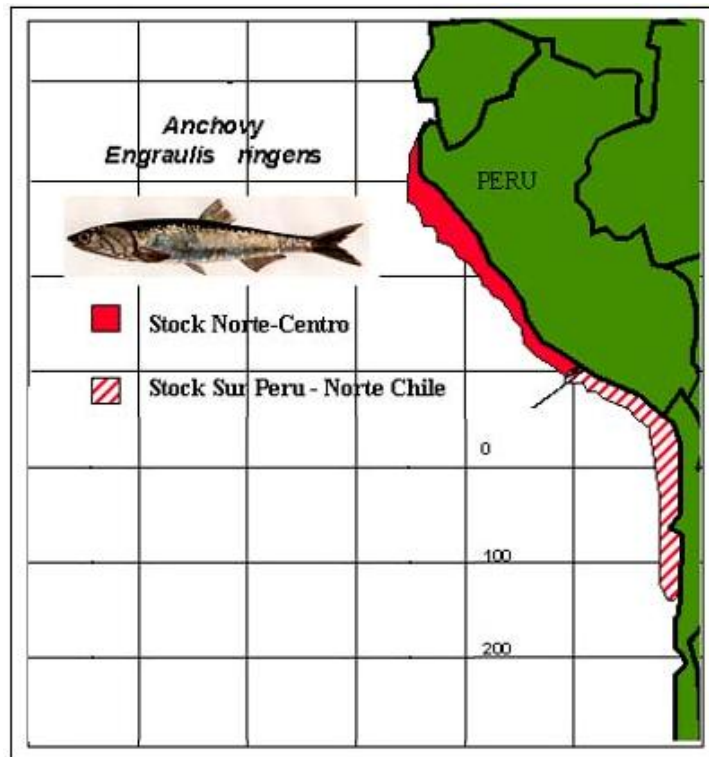 Anchovy
Engraulis ringens
PERU
Stock Norte-Centro
Stock Sur Peru - Norte Chile
0
100
200